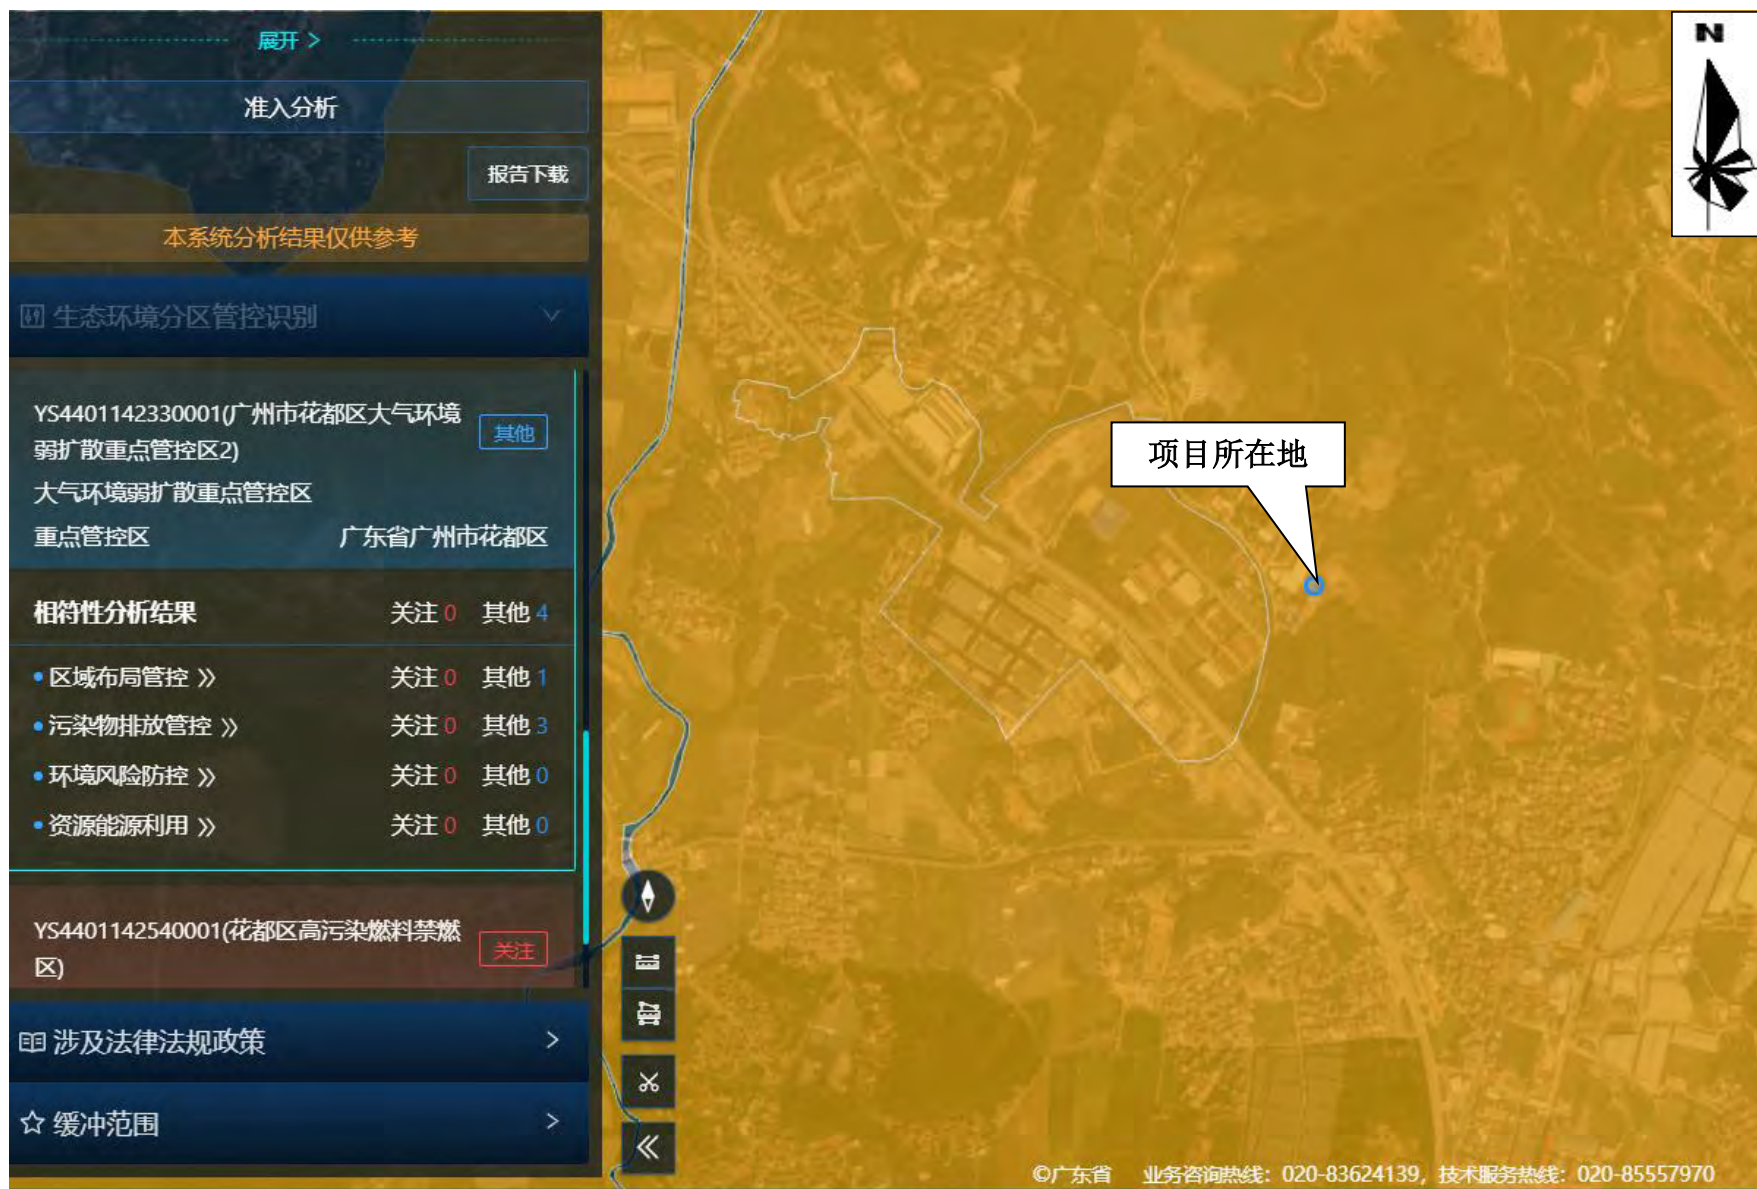 展开 >
准入分析
报告下载
本系统分析结果仅供参考
生态环境分区管控识别
YS4401142330001(广州市花都区大气环境
弱扩散重点管控区2)
其他
大气环境弱扩散重点管控区
重点管控区 广东省广州市花都区
相符性分析结果 关注 0 其他 4
• 区域布局管控 》 关注 0 其他 1
• 污染物排放管控 》 关注 0 其他 3
• 环境风险防控 》 关注 0 其他 0
• 资源能源利用 》 关注 0 其他 0
YS4401142540001(花都区高污染燃料禁燃
区)
关注
涉及法律法规政策 >
缓冲范围 >
N
项目所在地
©广东省 业务咨询热线：020-83624139，技术服务热线：020-85557970